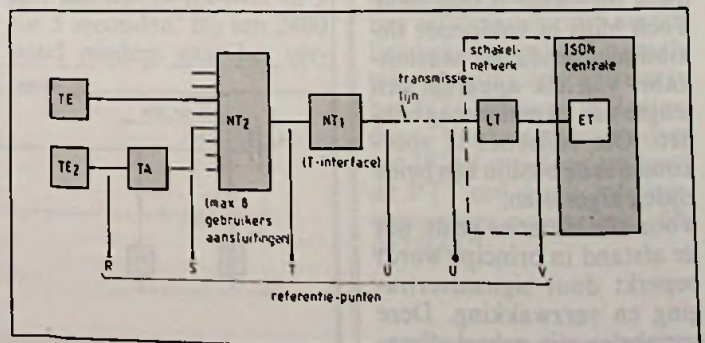 schakel-
netwerk
ISDN
centrale
transmissie-
lijn
TE
NT2
NT1
LT
ET
(T-interface)
TE2
TA
(max 8
gebruikers
aansluitingen)
R
S
T
U
U
V
referentie-punten